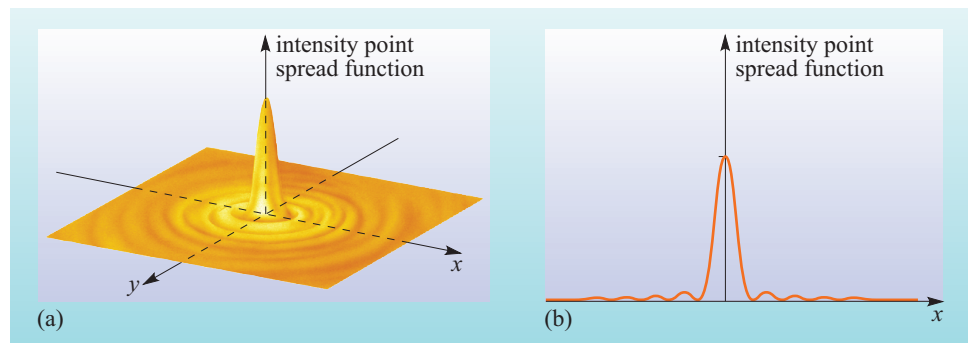 intensity point
spread function
x
y
(a)
intensity point
spread function
x
(b)